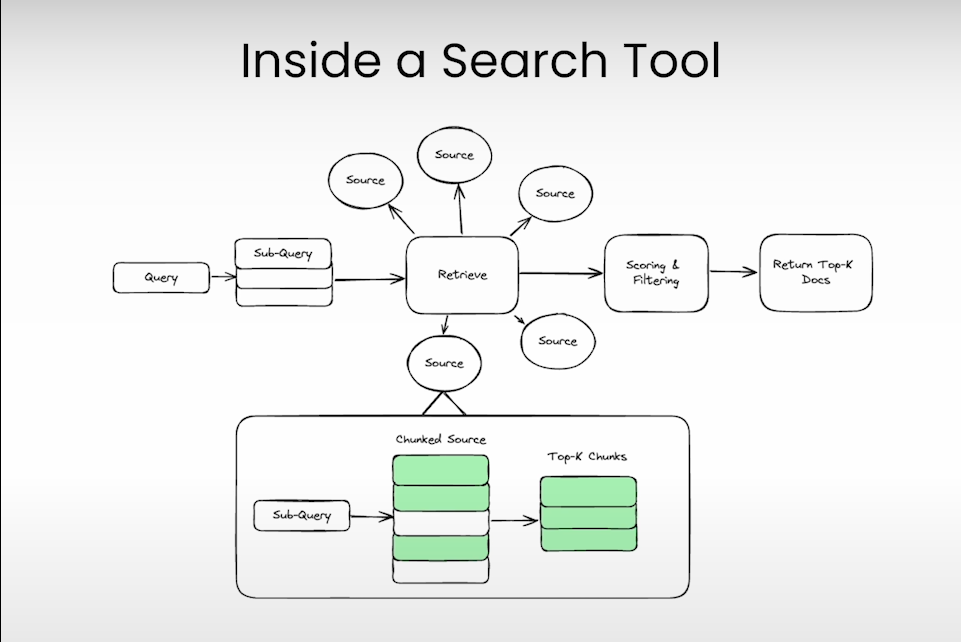 Inside a Search Tool
Source
Source
Source
Query
Sub-Query
Retrieve
Scoring &
Filtering
Return Top-K
Docs
Source
Source
Chunked Source
Top-K Chunks
Sub-Query